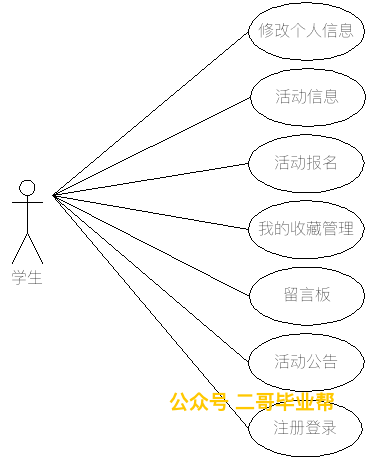 修改个人信息
活动信息
活动报名
我的收藏管理
学生
留言板
活动公告
公众号 二哥毕业帮
注册登录